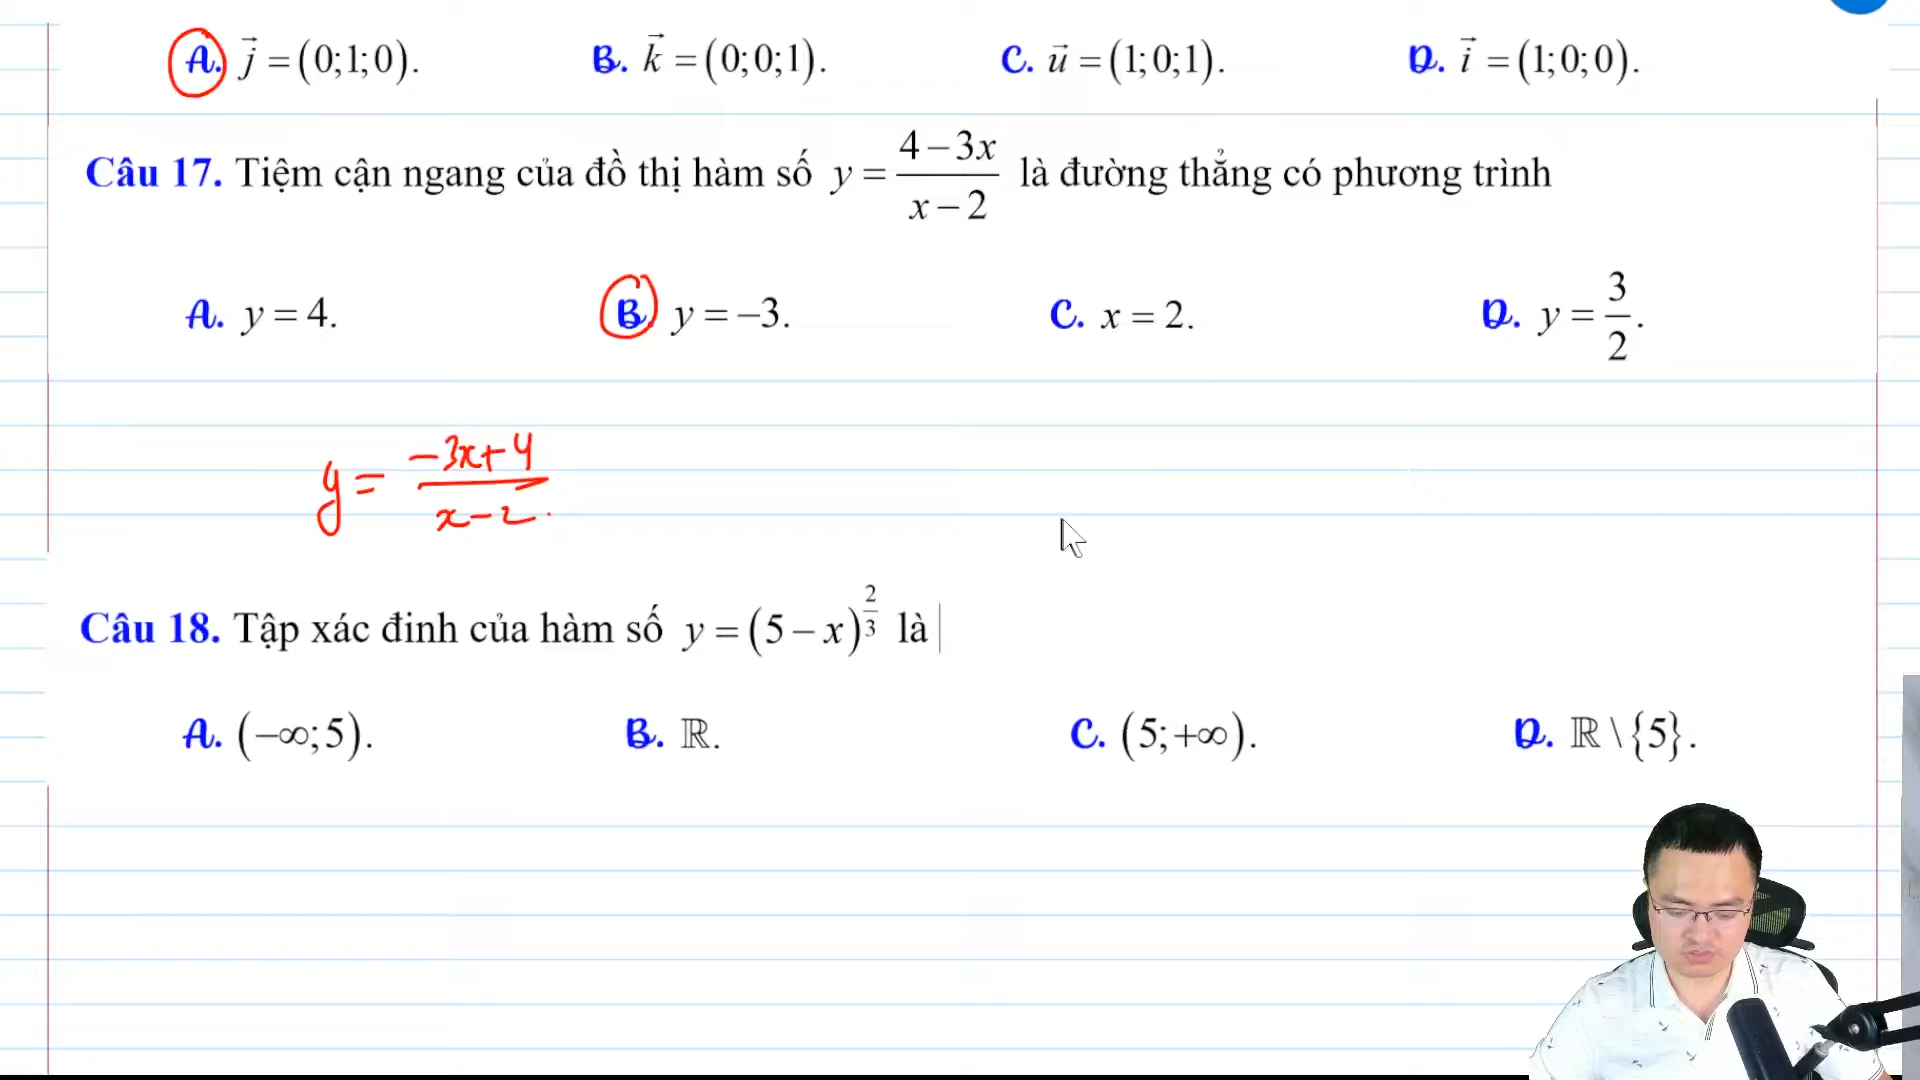 A. j⃗ = (0;1;0). B. k⃗ = (0;0;1). C. u⃗ = (1;0;1). D. i⃗ = (1;0;0).
Câu 17. Tiệm cận ngang của đồ thị hàm số y = (4 − 3x)/(x − 2) là đường thẳng có phương trình
A. y = 4. B. y = −3. C. x = 2. D. y = 3/2.
y = (−3x + 4)/(x − 2).
Câu 18. Tập xác đinh của hàm số y = (5 − x)^(2/3) là
A. (−∞;5). B. ℝ. C. (5;+∞). D. ℝ \ {5}.